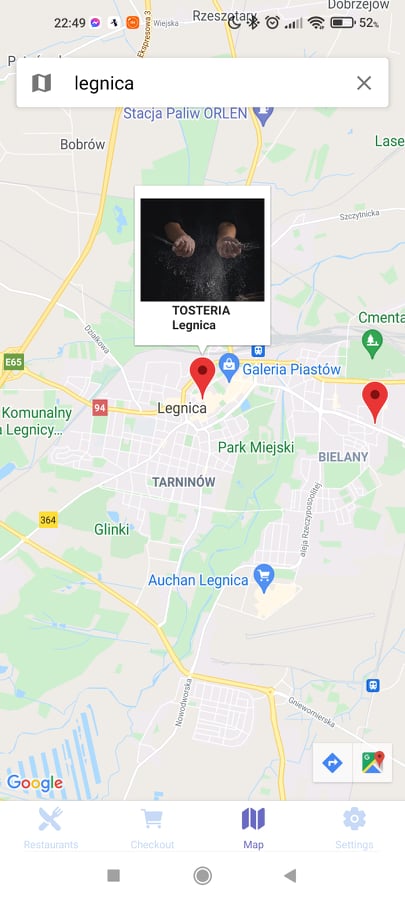 22:49
52%
Dobrzejów
Rzeszotary
Wiejska
Ekspresowa 3
legnica
Stacja Paliw ORLEN
Bobrów
Lase
Szczytnicka
TOSTERIA
Legnica
Działkowa
Cmenta
E65
Galeria Piastów
94
Legnica
Komunalny
Legnicy...
Park Miejski
BIELANY
TARNINÓW
aleja Rzeczypospolitej
364
Glinki
Auchan Legnica
Nowodworska
Gniewomierska
Google
Restaurants
Checkout
Map
Settings